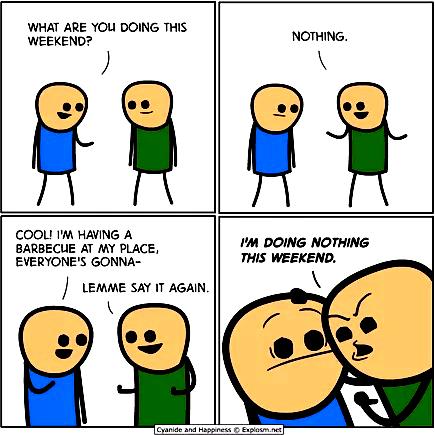 WHAT ARE YOU DOING THIS
WEEKEND?
NOTHING.
COOL! I'M HAVING A
BARBECUE AT MY PLACE,
EVERYONE'S GONNA-
LEMME SAY IT AGAIN.
I'M DOING NOTHING
THIS WEEKEND.
Cyanide and Happiness © Explosm.net